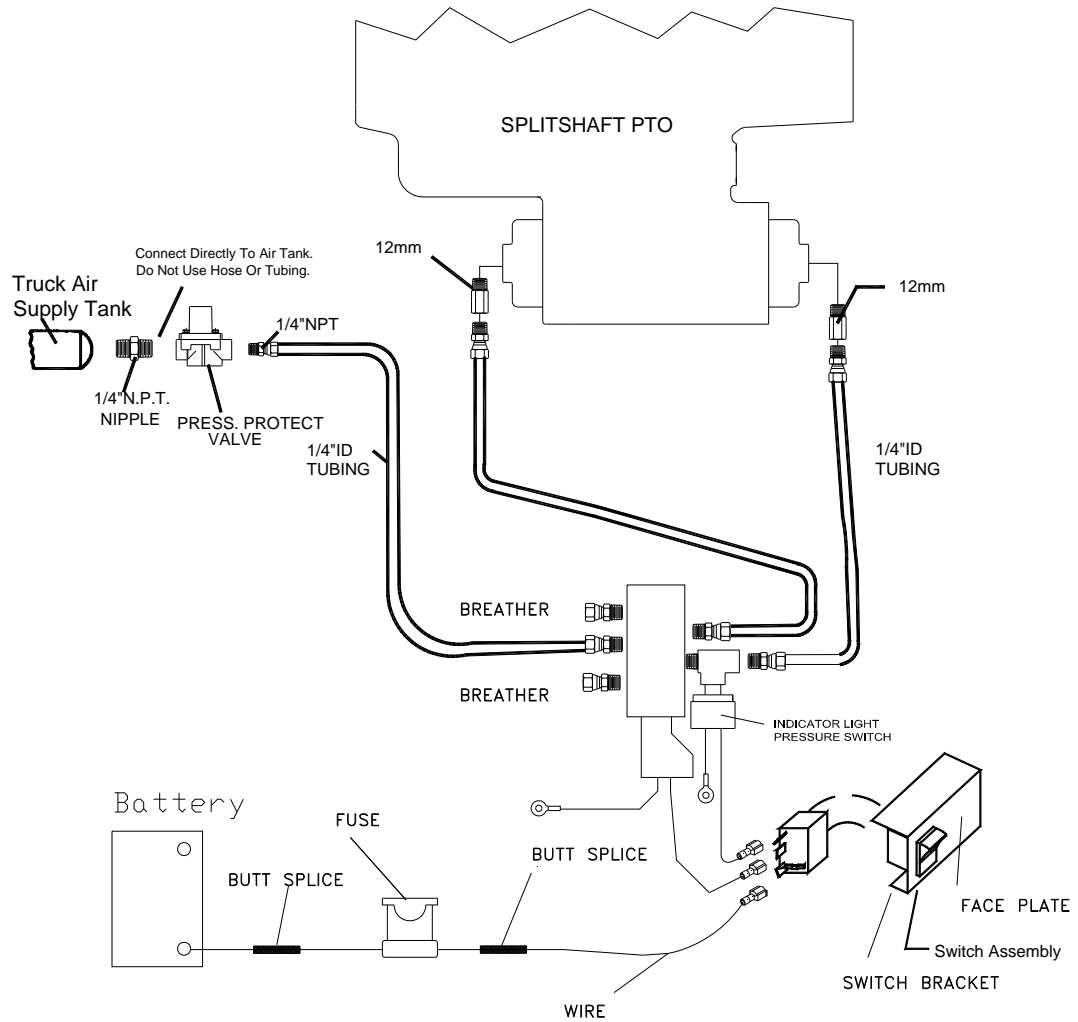 SPLITSHAFT PTO
12mm
Connect Directly To Air Tank.
Do Not Use Hose Or Tubing.
Truck Air
Supply Tank
12mm
1/4"NPT
1/4"N.P.T.
NIPPLE
PRESS. PROTECT
VALVE
1/4"ID
TUBING
1/4"ID
TUBING
BREATHER
BREATHER
INDICATOR LIGHT
PRESSURE SWITCH
Battery
FUSE
BUTT SPLICE
BUTT SPLICE
FACE PLATE
Switch Assembly
SWITCH BRACKET
WIRE